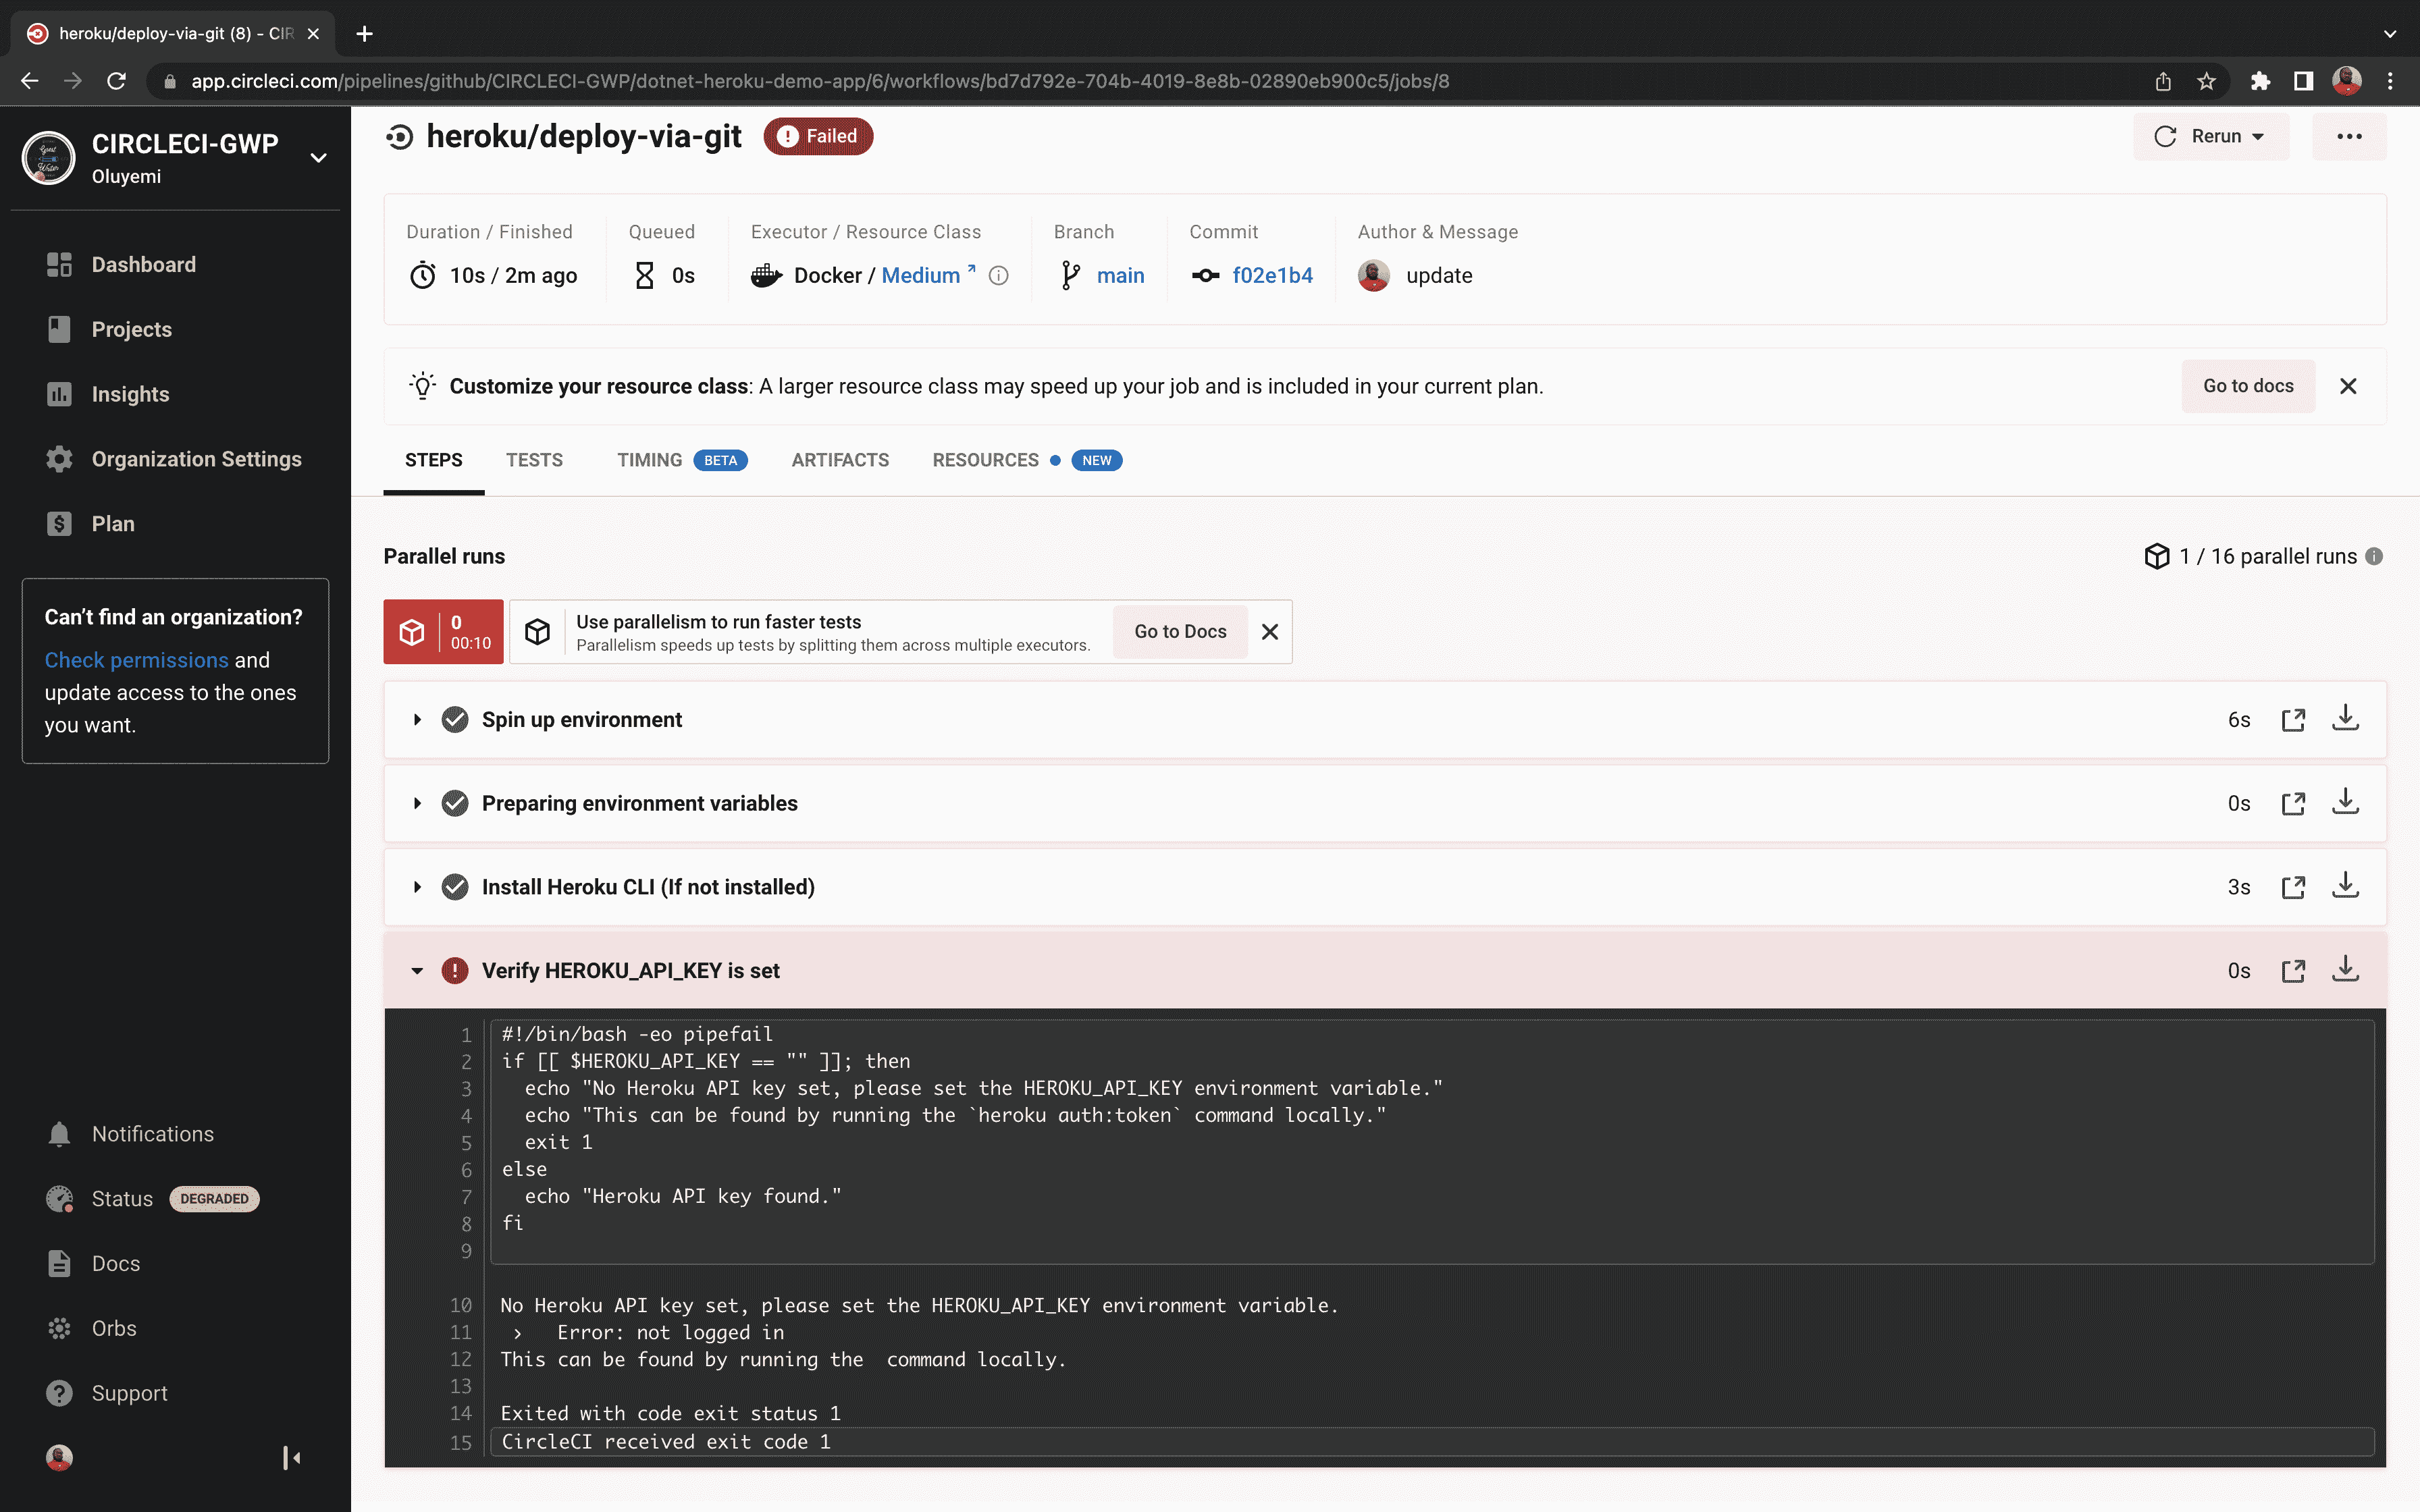 heroku/deploy-via-git (8) - CIR
app.circleci.com/pipelines/github/CIRCLECI-GWP/dotnet-heroku-demo-app/6/workflows/bd7d792e-704b-4019-8e8b-02890eb900c5/jobs/8
CIRCLECI-GWP
Oluyemi
Dashboard
Projects
Insights
Organization Settings
Plan
Can't find an organization?
Check permissions and
update access to the ones
you want.
Notifications
Status DEGRADED
Docs
Orbs
Support
heroku/deploy-via-git Failed
Rerun
Duration / Finished
10s / 2m ago
Queued
0s
Executor / Resource Class
Docker / Medium
Branch
main
Commit
f02e1b4
Author & Message
update
Customize your resource class: A larger resource class may speed up your job and is included in your current plan.
Go to docs
STEPS TESTS TIMING BETA ARTIFACTS RESOURCES NEW
Parallel runs
1 / 16 parallel runs
0
00:10
Use parallelism to run faster tests
Parallelism speeds up tests by splitting them across multiple executors.
Go to Docs
Spin up environment 6s
Preparing environment variables 0s
Install Heroku CLI (If not installed) 3s
Verify HEROKU_API_KEY is set 0s
1 #!/bin/bash -eo pipefail
2 if [[ $HEROKU_API_KEY == "" ]]; then
3 echo "No Heroku API key set, please set the HEROKU_API_KEY environment variable."
4 echo "This can be found by running the `heroku auth:token` command locally."
5 exit 1
6 else
7 echo "Heroku API key found."
8 fi
9
10 No Heroku API key set, please set the HEROKU_API_KEY environment variable.
11 › Error: not logged in
12 This can be found by running the  command locally.
13
14 Exited with code exit status 1
15 CircleCI received exit code 1